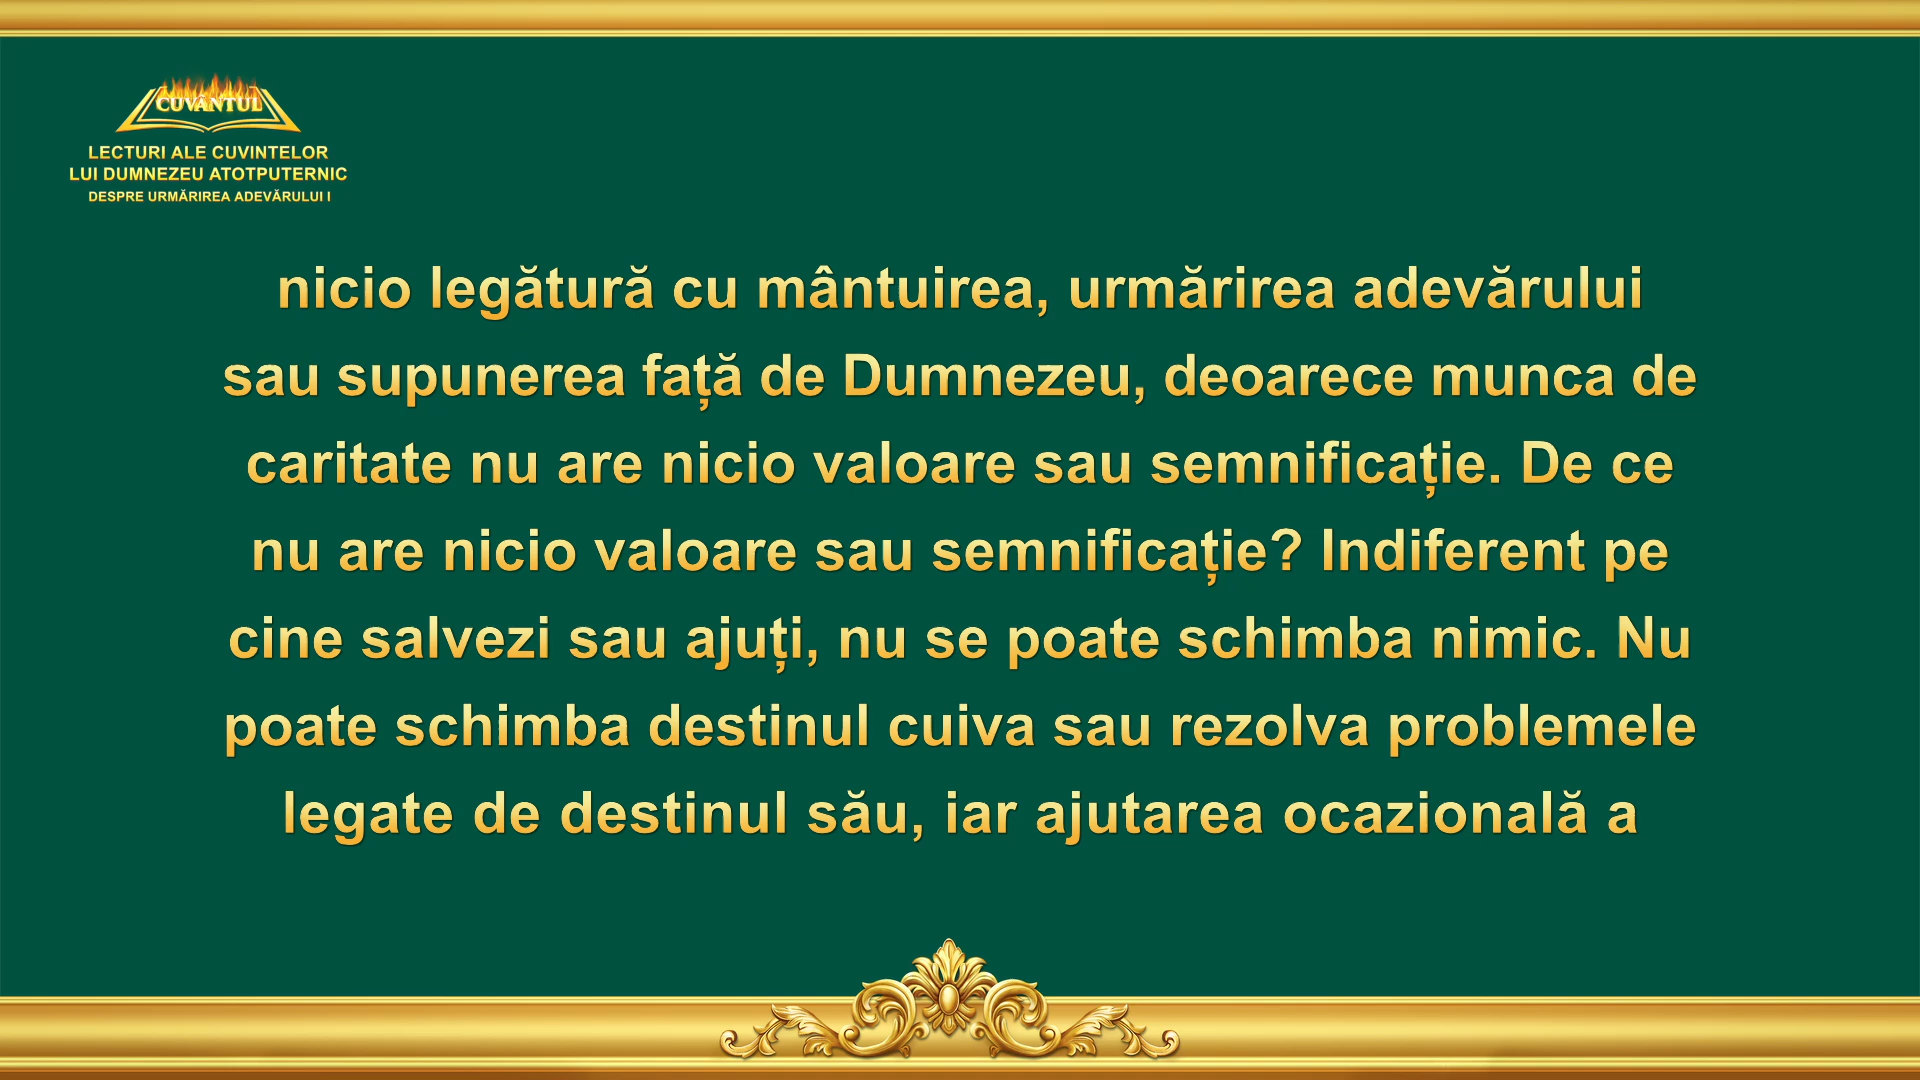 CUVÂNTUL
LECTURI ALE CUVINTELOR
LUI DUMNEZEU ATOTPUTERNIC
DESPRE URMĂRIREA ADEVĂRULUI I
nicio legătură cu mântuirea, urmărirea adevărului
sau supunerea față de Dumnezeu, deoarece munca de
caritate nu are nicio valoare sau semnificație. De ce
nu are nicio valoare sau semnificație? Indiferent pe
cine salvezi sau ajuți, nu se poate schimba nimic. Nu
poate schimba destinul cuiva sau rezolva problemele
legate de destinul său, iar ajutarea ocazională a